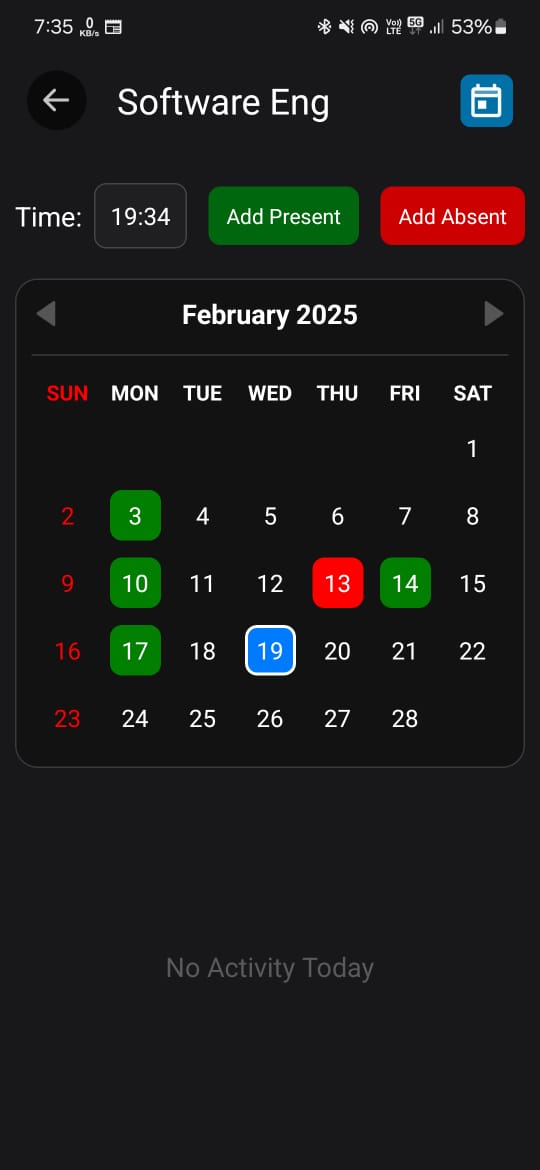 7:35 0 KB/s Vo) LTE 5G 53%
Software Eng
Time: 19:34 Add Present Add Absent
February 2025
SUN MON TUE WED THU FRI SAT
1
2 3 4 5 6 7 8
9 10 11 12 13 14 15
16 17 18 19 20 21 22
23 24 25 26 27 28
No Activity Today